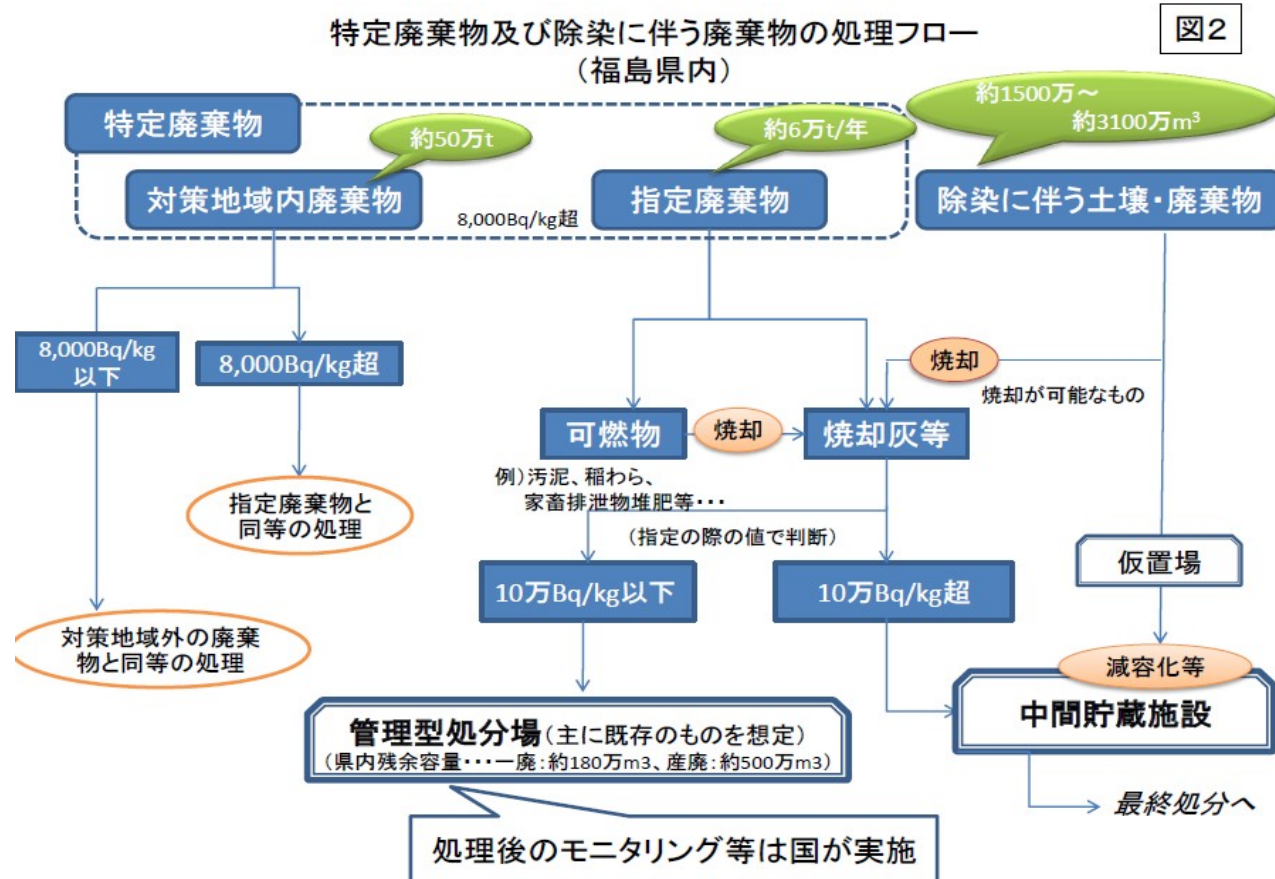 特定廃棄物及び除染に伴う廃棄物の処理フロー
（福島県内）
図2
特定廃棄物
約50万t
約6万t/年
約1500万～
約3100万m³
対策地域内廃棄物
8,000Bq/kg超
指定廃棄物
除染に伴う土壌・廃棄物
8,000Bq/kg
以下
8,000Bq/kg超
焼却
焼却が可能なもの
可燃物
焼却
焼却灰等
例）汚泥、稲わら、
家畜排泄物堆肥等・・・
指定廃棄物と
同等の処理
（指定の際の値で判断）
仮置場
10万Bq/kg以下
10万Bq/kg超
対策地域外の廃棄
物と同等の処理
減容化等
中間貯蔵施設
管理型処分場（主に既存のものを想定）
（県内残余容量・・・一廃：約180万m3、産廃：約500万m3）
最終処分へ
処理後のモニタリング等は国が実施